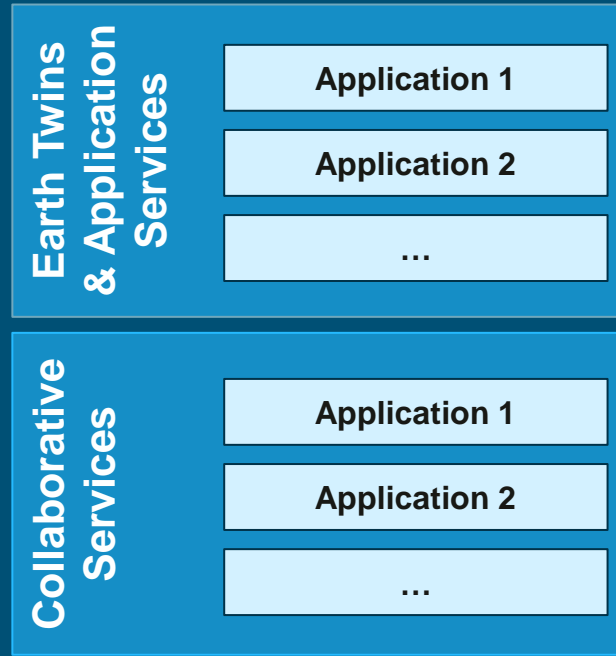 Earth Twins
& Application
Services
Application 1
Application 2
…
Collaborative
Services
Application 1
Application 2
…